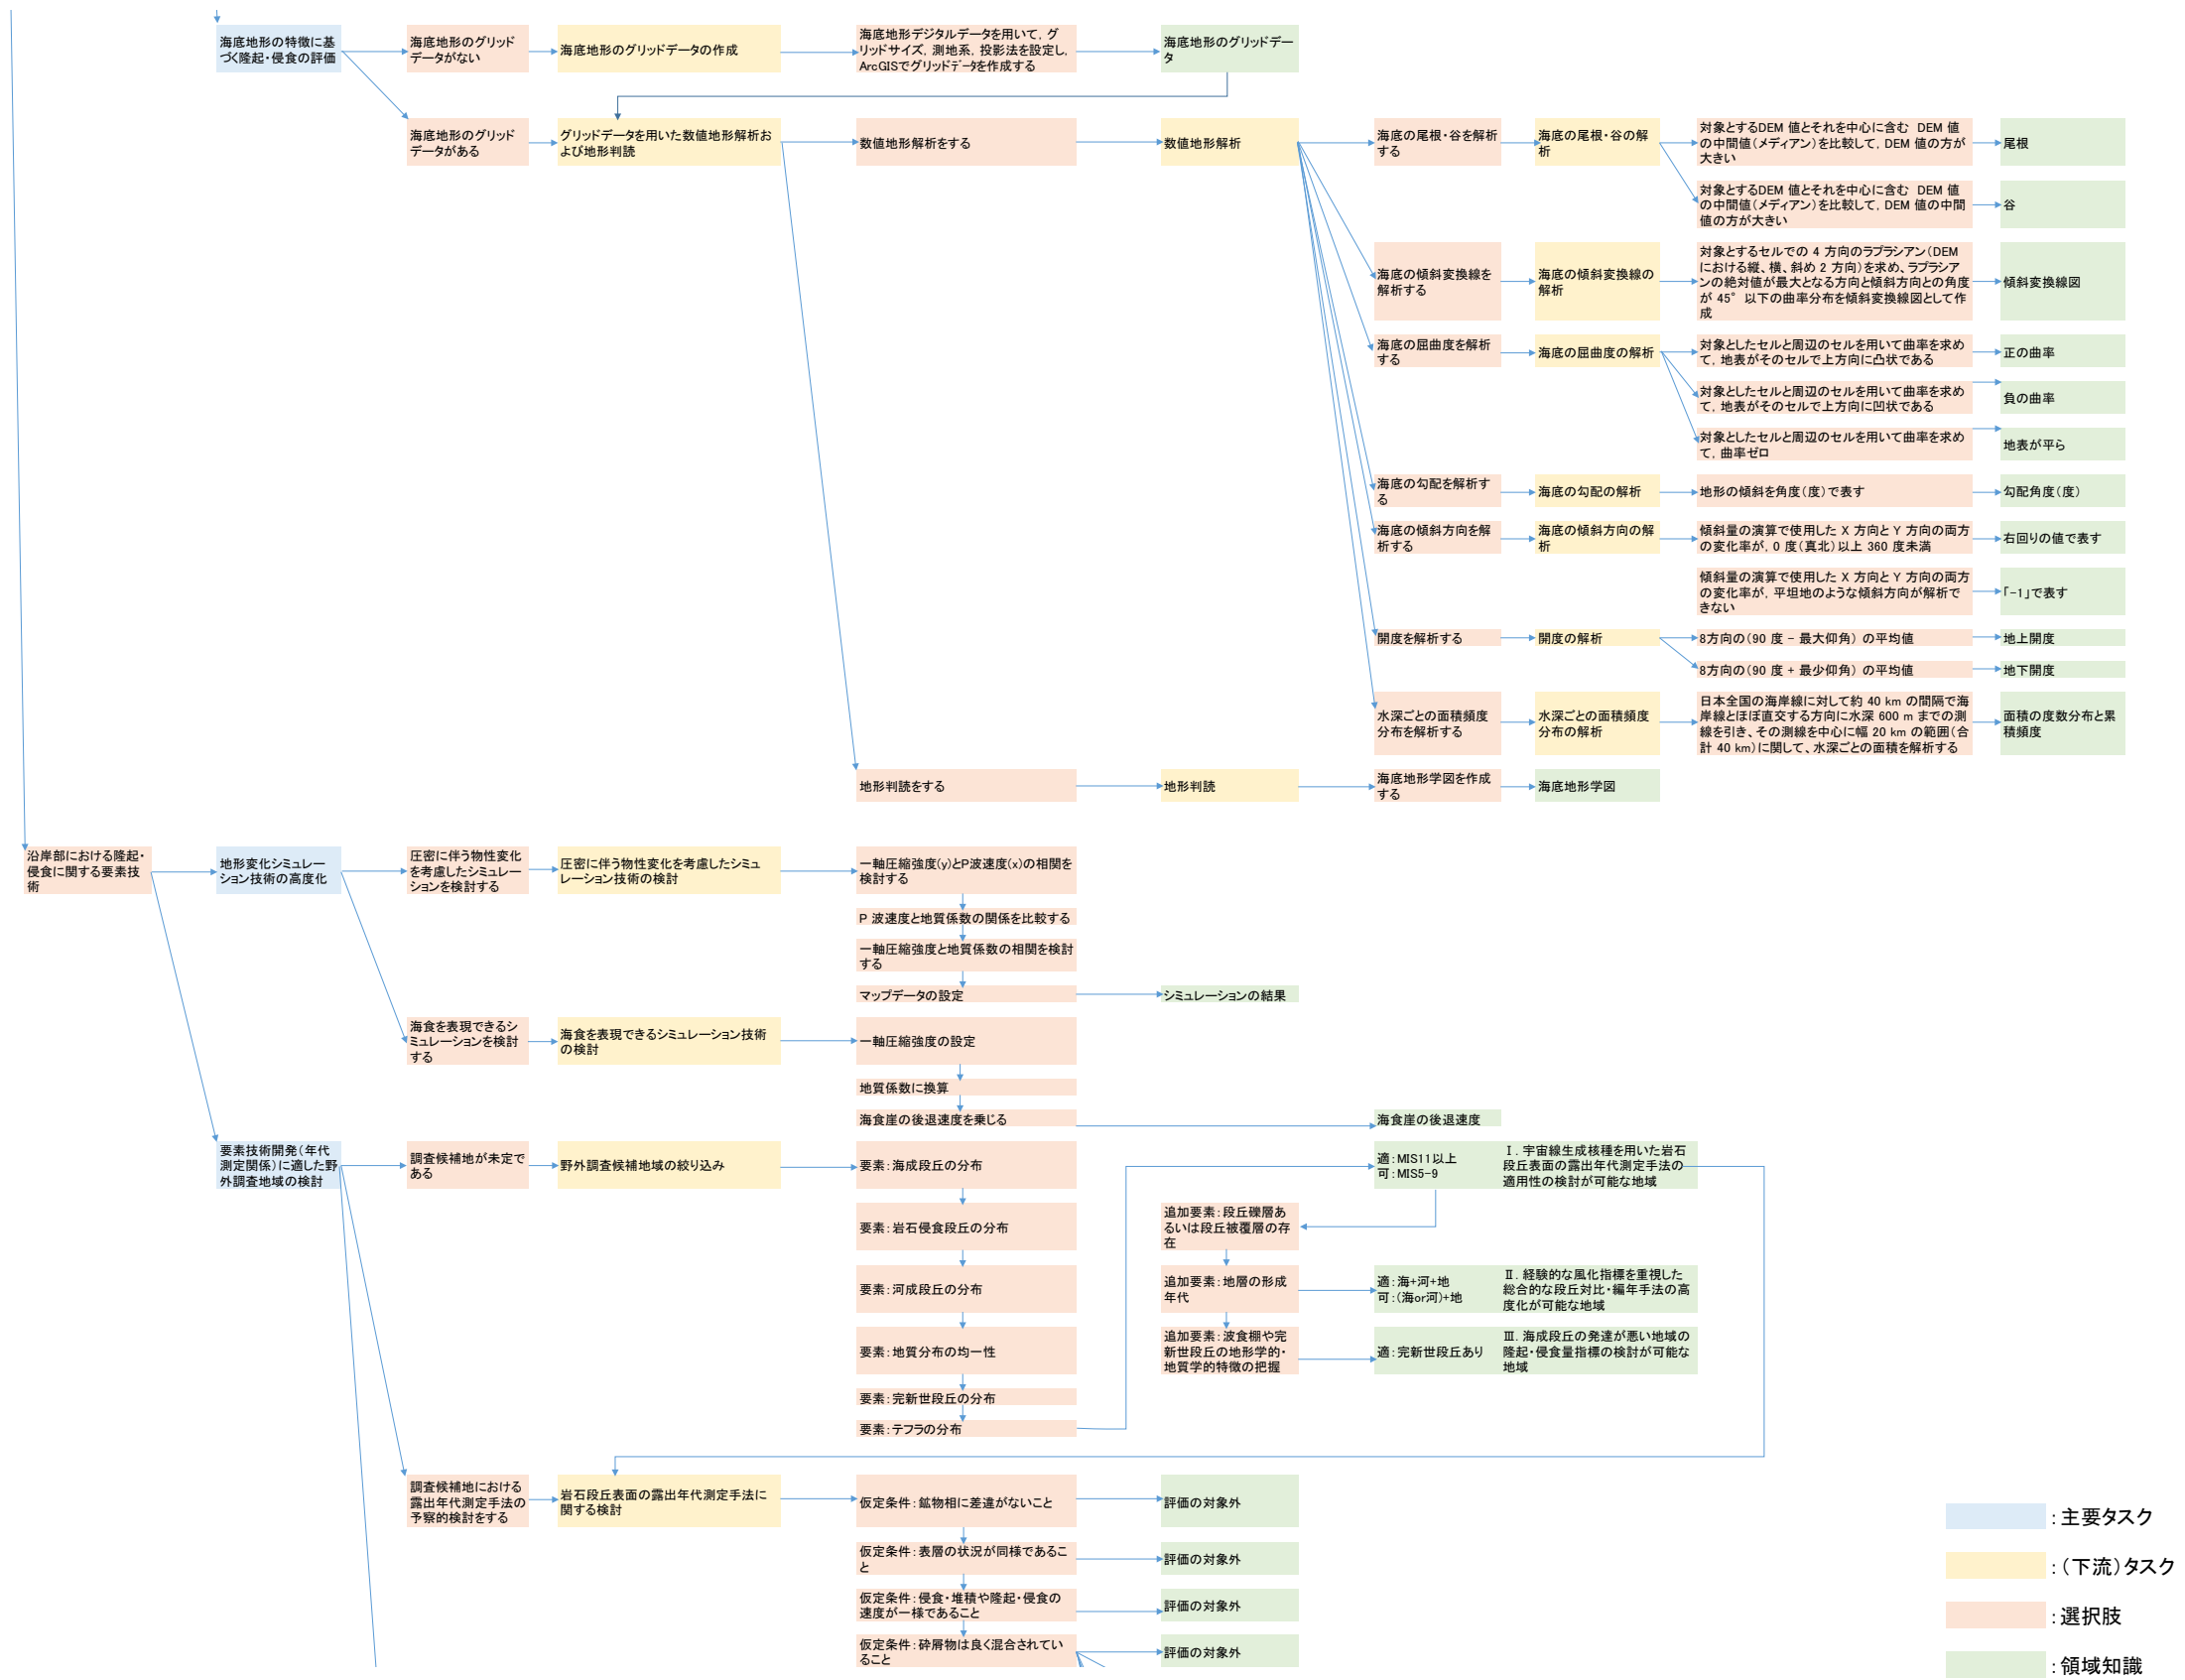 海底地形の特徴に基
づく隆起・侵食の評価
海底地形のグリッド
データがない
海底地形のグリッドデータの作成
海底地形デジタルデータを用いて，グ
リッドサイズ，測地系，投影法を設定し，
ArcGISでグリッドデータを作成する
海底地形のグリッドデー
タ
海底地形のグリッド
データがある
グリッドデータを用いた数値地形解析お
よび地形判読
数値地形解析をする
数値地形解析
海底の尾根・谷を解析
する
海底の尾根・谷の解
析
対象とするDEM 値とそれを中心に含む DEM 値
の中間値（メディアン）を比較して，DEM 値の方が
大きい
尾根
対象とするDEM 値とそれを中心に含む DEM 値
の中間値（メディアン）を比較して，DEM 値の中間
値の方が大きい
谷
海底の傾斜変換線を
解析する
海底の傾斜変換線の
解析
対象とするセルでの 4 方向のラプラシアン（DEM
における縦、横、斜め 2 方向）を求め、ラプラシア
ンの絶対値が最大となる方向と傾斜方向との角度
が 45°以下の曲率分布を傾斜変換線図として作
成
傾斜変換線図
海底の屈曲度を解析
する
海底の屈曲度の解析
対象としたセルと周辺のセルを用いて曲率を求め
て，地表がそのセルで上方向に凸状である
正の曲率
対象としたセルと周辺のセルを用いて曲率を求め
て，地表がそのセルで上方向に凹状である
負の曲率
対象としたセルと周辺のセルを用いて曲率を求め
て，曲率ゼロ
地表が平ら
海底の勾配を解析す
る
海底の勾配の解析
地形の傾斜を角度（度）で表す
勾配角度（度）
海底の傾斜方向を解
析する
海底の傾斜方向の解
析
傾斜量の演算で使用した X 方向と Y 方向の両方
の変化率が，0 度（真北）以上 360 度未満
右回りの値で表す
傾斜量の演算で使用した X 方向と Y 方向の両方
の変化率が，平坦地のような傾斜方向が解析で
きない
「-1」で表す
開度を解析する
開度の解析
8方向の（90 度 - 最大仰角） の平均値
地上開度
8方向の（90 度 + 最少仰角） の平均値
地下開度
水深ごとの面積頻度
分布を解析する
水深ごとの面積頻度
分布の解析
日本全国の海岸線に対して約 40 km の間隔で海
岸線とほぼ直交する方向に水深 600 m までの測
線を引き、その測線を中心に幅 20 km の範囲（合
計 40 km）に関して、水深ごとの面積を解析する
面積の度数分布と累
積頻度
地形判読をする
地形判読
海底地形学図を作成
する
海底地形学図
沿岸部における隆起・
侵食に関する要素技
術
地形変化シミュレー
ション技術の高度化
圧密に伴う物性変化
を考慮したシミュレー
ションを検討する
圧密に伴う物性変化を考慮したシミュ
レーション技術の検討
一軸圧縮強度(y)とP波速度(x)の相関を
検討する
P 波速度と地質係数の関係を比較する
一軸圧縮強度と地質係数の相関を検討
する
マップデータの設定
シミュレーションの結果
海食を表現できるシ
ミュレーションを検討
する
海食を表現できるシミュレーション技術
の検討
一軸圧縮強度の設定
地質係数に換算
海食崖の後退速度を乗じる
海食崖の後退速度
要素技術開発（年代
測定関係）に適した野
外調査地域の検討
調査候補地が未定で
ある
野外調査候補地域の絞り込み
要素：海成段丘の分布
適：MIS11以上
可：MIS5-9
Ⅰ．宇宙線生成核種を用いた岩石
段丘表面の露出年代測定手法の
適用性の検討が可能な地域
要素：岩石侵食段丘の分布
追加要素：段丘礫層あ
るいは段丘被覆層の存
在
要素：河成段丘の分布
追加要素：地層の形成
年代
適：海+河+地
可：(海or河)+地
Ⅱ．経験的な風化指標を重視した
総合的な段丘対比・編年手法の高
度化が可能な地域
要素：地質分布の均一性
追加要素：波食棚や完
新世段丘の地形学的・
地質学的特徴の把握
適：完新世段丘あり
Ⅲ．海成段丘の発達が悪い地域の
隆起・侵食量指標の検討が可能な
地域
要素：完新世段丘の分布
要素：テフラの分布
調査候補地における
露出年代測定手法の
予察的検討をする
岩石段丘表面の露出年代測定手法に
関する検討
仮定条件：鉱物相に差違がないこと
評価の対象外
仮定条件：表層の状況が同様であるこ
と
評価の対象外
仮定条件：侵食・堆積や隆起・侵食の
速度が一様であること
評価の対象外
仮定条件：砕屑物は良く混合されてい
ること
評価の対象外
：主要タスク
：（下流）タスク
：選択肢
：領域知識